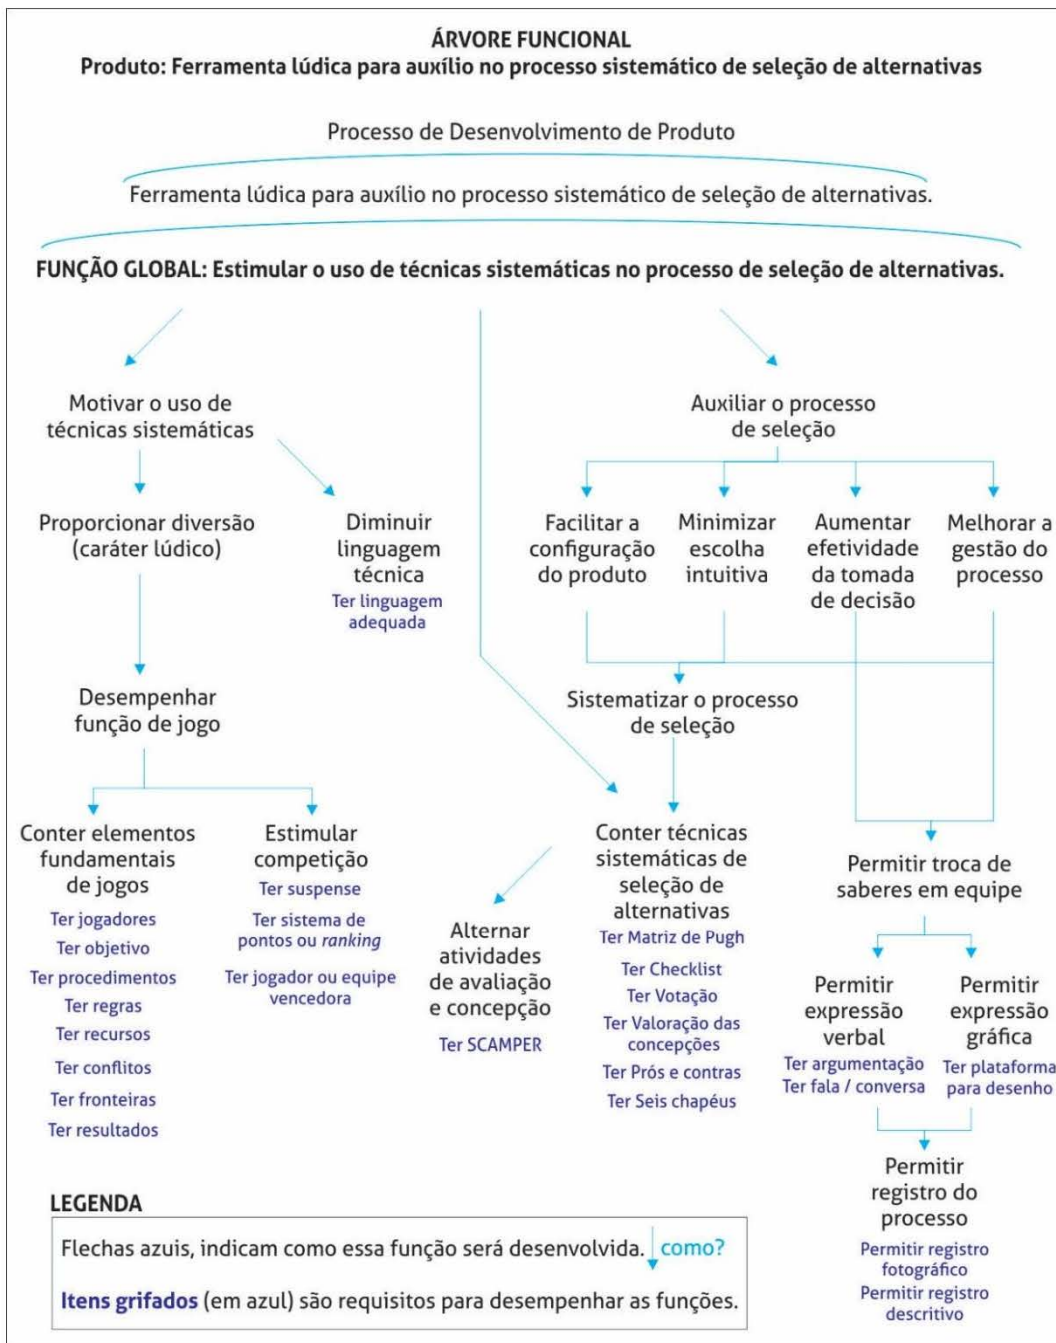 ÁRVORE FUNCIONAL
Produto: Ferramenta lúdica para auxílio no processo sistemático de seleção de alternativas
Processo de Desenvolvimento de Produto
Ferramenta lúdica para auxílio no processo sistemático de seleção de alternativas.
FUNÇÃO GLOBAL: Estimular o uso de técnicas sistemáticas no processo de seleção de alternativas.
Motivar o uso de
técnicas sistemáticas
Auxiliar o processo
de seleção
Proporcionar diversão
(caráter lúdico)
Diminuir
linguagem
técnica
Ter linguagem
adequada
Facilitar a
configuração
do produto
Minimizar
escolha
intuitiva
Aumentar
efetividade
da tomada
de decisão
Melhorar a
gestão do
processo
Desempenhar
função de jogo
Sistematizar o processo
de seleção
Conter elementos
fundamentais
de jogos
Ter jogadores
Ter objetivo
Ter procedimentos
Ter regras
Ter recursos
Ter conflitos
Ter fronteiras
Ter resultados
Estimular
competição
Ter suspense
Ter sistema de
pontos ou ranking
Ter jogador ou equipe
vencedora
Alternar
atividades
de avaliação
e concepção
Ter SCAMPER
Conter técnicas
sistemáticas de
seleção de
alternativas
Ter Matriz de Pugh
Ter Checklist
Ter Votação
Ter Valoração das
concepções
Ter Prós e contras
Ter Seis chapéus
Permitir troca de
saberes em equipe
Permitir
expressão
verbal
Ter argumentação
Ter fala / conversa
Permitir
expressão
gráfica
Ter plataforma
para desenho
Permitir
registro do
processo
Permitir registro
fotográfico
Permitir registro
descritivo
LEGENDA
Flechas azuis, indicam como essa função será desenvolvida. como?
Itens grifados (em azul) são requisitos para desempenhar as funções.